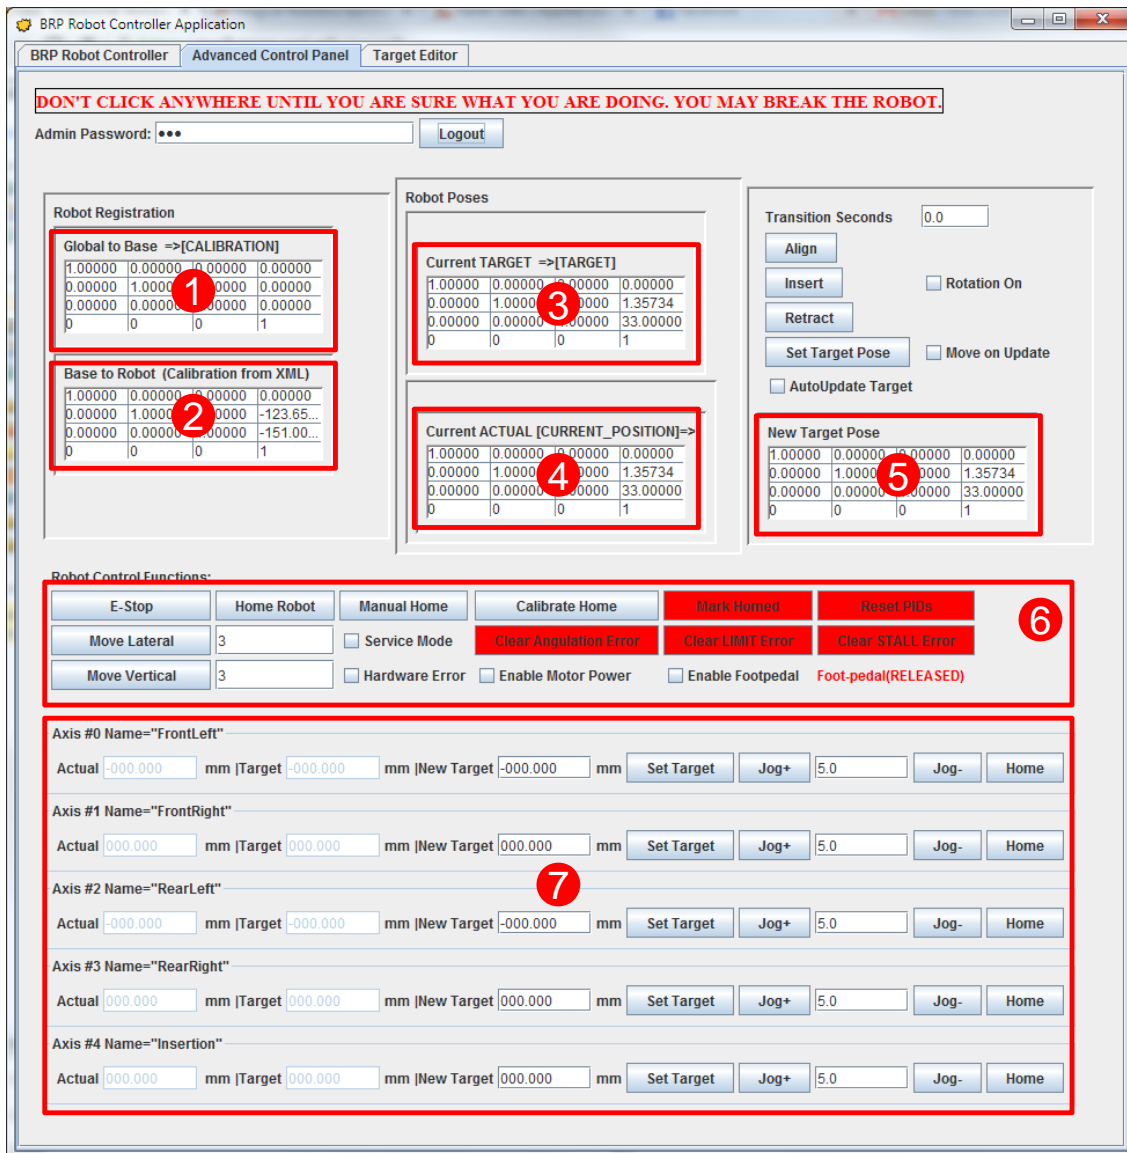 BRP Robot Controller Application
BRP Robot Controller Advanced Control Panel Target Editor
DON'T CLICK ANYWHERE UNTIL YOU ARE SURE WHAT YOU ARE DOING. YOU MAY BREAK THE ROBOT.
Admin Password: Logout
Robot Registration
Global to Base =>[CALIBRATION]
1.00000 0.00000 0.00000 0.00000
0.00000 1.0000 0000 0.00000
0.00000 0.00000 .00000 0.00000
0 0 0 1
1
Base to Robot (Calibration from XML)
1.00000 0.00000 0.00000 0.00000
0.00000 1.0000 0000 -123.65...
0.00000 0.00000 .00000 -151.00...
0 0 0 1
2
Robot Poses
Current TARGET =>[TARGET]
1.00000 0.00000 0.00000 0.00000
0.00000 1.0000 0000 1.35734
0.00000 0.00000 .00000 33.00000
0 0 0 1
3
Current ACTUAL [CURRENT_POSITION]=>
1.00000 0.00000 0.00000 0.00000
0.00000 1.0000 0000 1.35734
0.00000 0.00000 .00000 33.00000
0 0 0 1
4
Transition Seconds 0.0
Align
Insert Rotation On
Retract
Set Target Pose Move on Update
AutoUpdate Target
New Target Pose
1.00000 0.00000 0.00000 0.00000
0.00000 1.0000 0000 1.35734
0.00000 0.00000 .00000 33.00000
0 0 0 1
5
Robot Control Functions:
E-Stop Home Robot Manual Home Calibrate Home Mark Homed Reset PIDs
6
Move Lateral 3 Service Mode Clear Angulation Error Clear LIMIT Error Clear STALL Error
Move Vertical 3 Hardware Error Enable Motor Power Enable Footpedal Foot-pedal(RELEASED)
Axis #0 Name="FrontLeft"
Actual -000.000 mm |Target -000.000 mm |New Target -000.000 mm Set Target Jog+ 5.0 Jog- Home
Axis #1 Name="FrontRight"
Actual 000.000 mm |Target 000.000 mm |New Target 000.000 mm Set Target Jog+ 5.0 Jog- Home
7
Axis #2 Name="RearLeft"
Actual -000.000 mm |Target -000.000 mm |New Target -000.000 mm Set Target Jog+ 5.0 Jog- Home
Axis #3 Name="RearRight"
Actual 000.000 mm |Target 000.000 mm |New Target 000.000 mm Set Target Jog+ 5.0 Jog- Home
Axis #4 Name="Insertion"
Actual 000.000 mm |Target 000.000 mm |New Target 000.000 mm Set Target Jog+ 5.0 Jog- Home